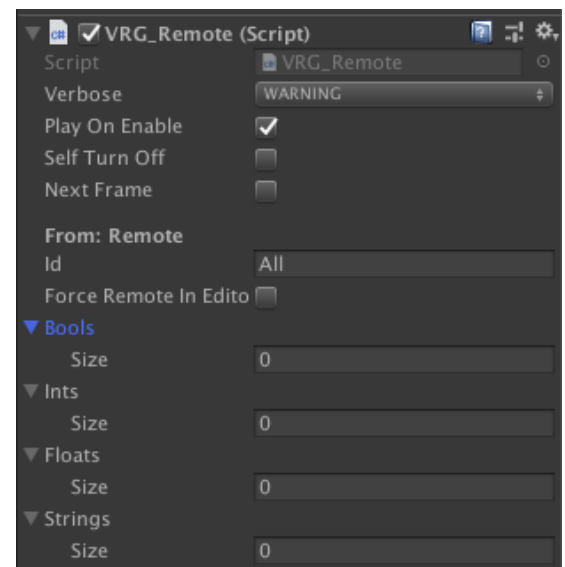 VRG_Remote (Script)
Script VRG_Remote
Verbose WARNING
Play On Enable
Self Turn Off
Next Frame
From: Remote
Id All
Force Remote In Edito
Bools
Size 0
Ints
Size 0
Floats
Size 0
Strings
Size 0